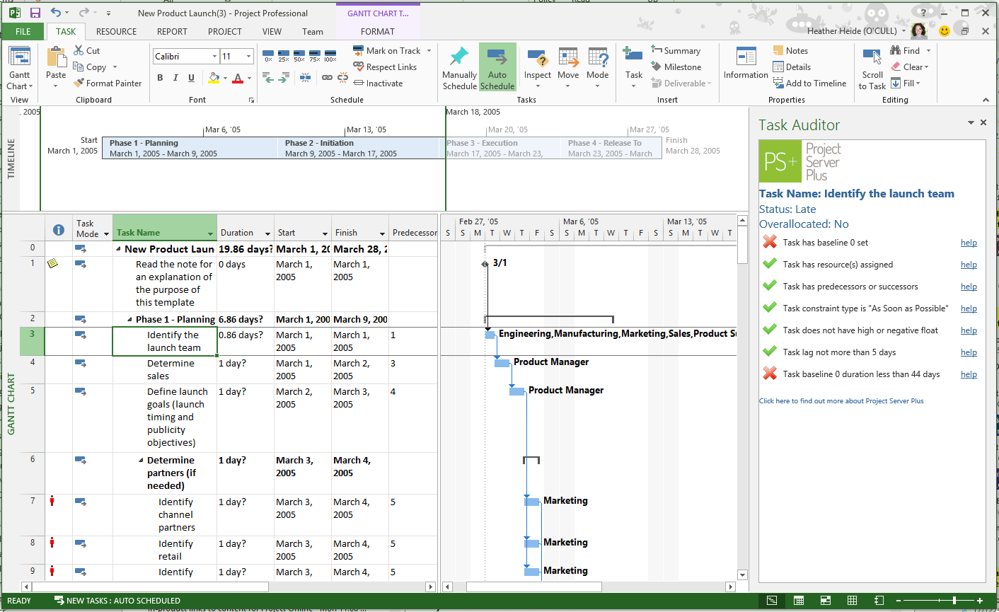 New Product Launch(3) - Project Professional
GANTT CHART T...
FILE
TASK
RESOURCE
REPORT
PROJECT
VIEW
Team
FORMAT
Heather Heide (O'CULL)
Gantt
Chart
View
Paste
Cut
Copy
Format Painter
Clipboard
Calibri
11
B I U
A
Font
0% 25% 50% 75% 100%
Mark on Track
Respect Links
Inactivate
Schedule
Manually
Schedule
Auto
Schedule
Inspect
Move
Mode
Tasks
Task
Summary
Milestone
Deliverable
Insert
Information
Notes
Details
Add to Timeline
Properties
Scroll
to Task
Find
Clear
Fill
Editing
TIMELINE
, 2005
March 18, 2005
Mar 6, '05
Mar 13, '05
Mar 20, '05
Mar 27, '05
Start
March 1, 2005
Phase 1 - Planning
March 1, 2005 - March 9, 2005
Phase 2 - Initiation
March 9, 2005 - March 17, 2005
Phase 3 - Execution
March 17, 2005 - March 23,
Phase 4 - Release To
March 23, 2005 - March
Finish
March 28, 2005
GANTT CHART
Task
Mode
Task Name
Duration
Start
Finish
Predecessor
0 New Product Laun 19.86 days? March 1, 20 March 28, 2
1 Read the note for 0 days March 1, March 1,
an explanation of 2005 2005
the purpose of
this template
2 Phase 1 - Planning 6.86 days? March 1, 200 March 9, 200
3 Identify the 0.86 days? March 1, March 1, 1
launch team 2005 2005
4 Determine 1 day? March 1, March 2, 3
sales 2005 2005
5 Define launch 1 day? March 2, March 3, 4
goals (launch 2005 2005
timing and
publicity
objectives)
6 Determine 1 day? March 3, March 4,
partners (if 2005 2005
needed)
7 Identify 1 day? March 3, March 4, 5
channel 2005 2005
partners
8 Identify 1 day? March 3, March 4, 5
retail 2005 2005
9 Identify 1 day? March 3, March 4, 5
Feb 27, '05
Mar 6, '05
Mar 13, '05
S S M T W T F S S M T W T F S S M T W T
3/1
Engineering,Manufacturing,Marketing,Sales,Product Su
Product Manager
Product Manager
Marketing
Marketing
Marketing
Task Auditor
PS+
Project
Server
Plus
Task Name: Identify the launch team
Status: Late
Overallocated: No
Task has baseline 0 set help
Task has resource(s) assigned help
Task has predecessors or successors help
Task constraint type is "As Soon as Possible" help
Task does not have high or negative float help
Task lag not more than 5 days help
Task baseline 0 duration less than 44 days help
Click here to find out more about Project Server Plus
READY
NEW TASKS : AUTO SCHEDULED